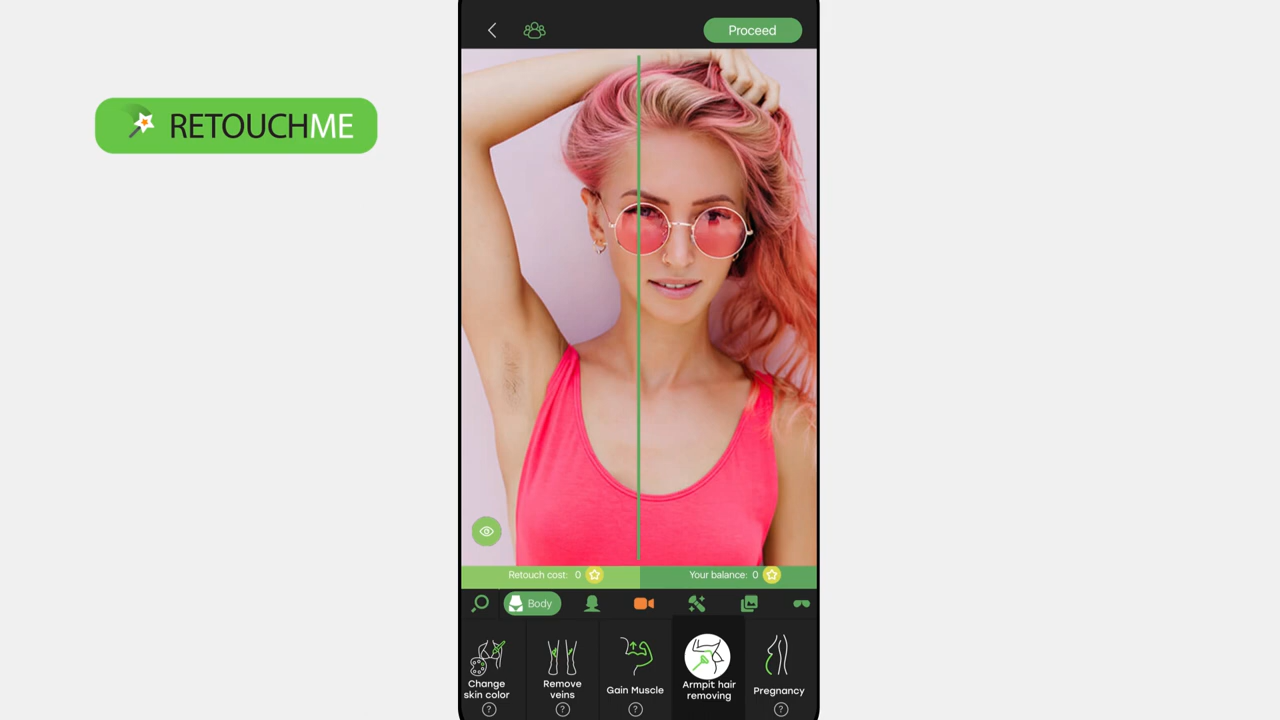 Proceed
RETOUCHME
Retouch cost: 0
Your balance: 0
Body
Change
skin color
?
Remove
veins
?
Gain Muscle
?
Armpit hair
removing
Pregnancy
?